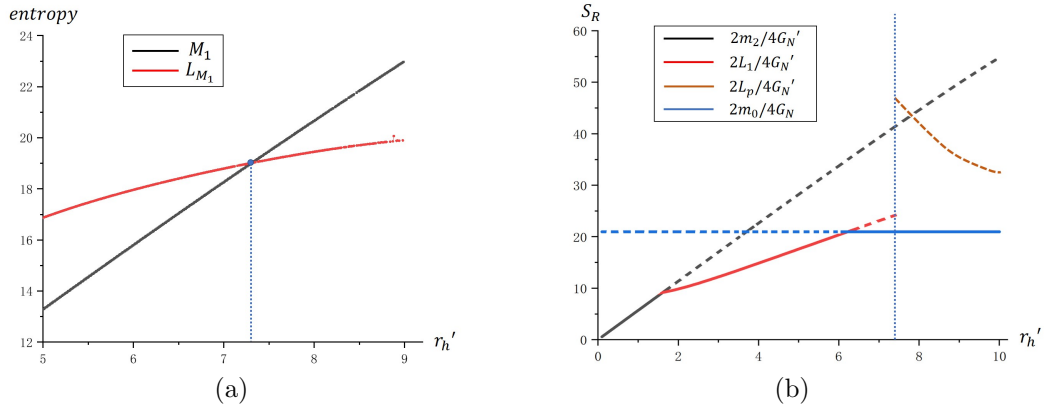 entropy
24
22
20
18
16
14
12
5 6 7 8 9
r_h′
M_1
L_{M_1}
(a)
S_R
60
50
40
30
20
10
0
0 2 4 6 8 10
r_h′
2m_2/4G_N′
2L_1/4G_N′
2L_p/4G_N′
2m_0/4G_N
(b)